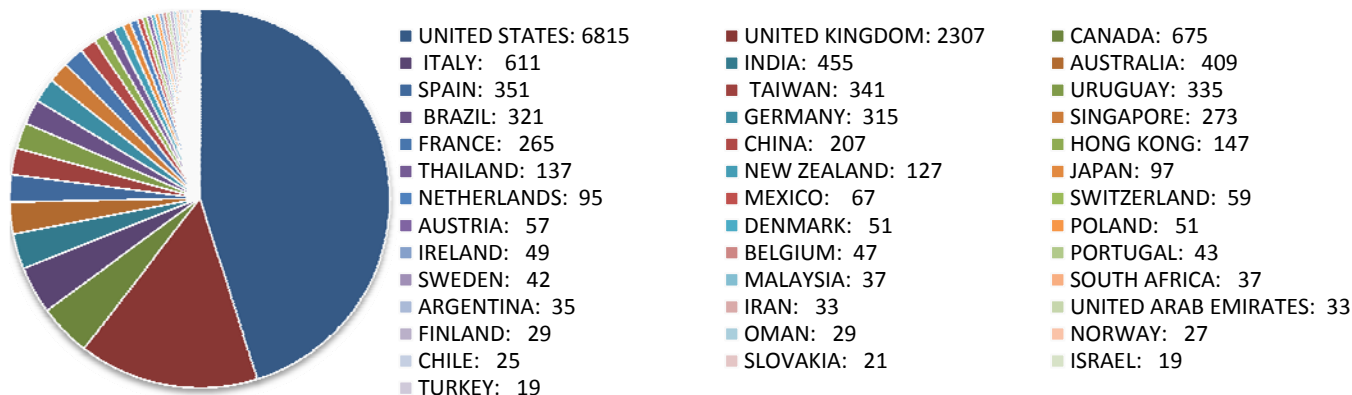 UNITED STATES: 6815 UNITED KINGDOM: 2307 CANADA: 675
ITALY: 611 INDIA: 455 AUSTRALIA: 409
SPAIN: 351 TAIWAN: 341 URUGUAY: 335
BRAZIL: 321 GERMANY: 315 SINGAPORE: 273
FRANCE: 265 CHINA: 207 HONG KONG: 147
THAILAND: 137 NEW ZEALAND: 127 JAPAN: 97
NETHERLANDS: 95 MEXICO: 67 SWITZERLAND: 59
AUSTRIA: 57 DENMARK: 51 POLAND: 51
IRELAND: 49 BELGIUM: 47 PORTUGAL: 43
SWEDEN: 42 MALAYSIA: 37 SOUTH AFRICA: 37
ARGENTINA: 35 IRAN: 33 UNITED ARAB EMIRATES: 33
FINLAND: 29 OMAN: 29 NORWAY: 27
CHILE: 25 SLOVAKIA: 21 ISRAEL: 19
TURKEY: 19